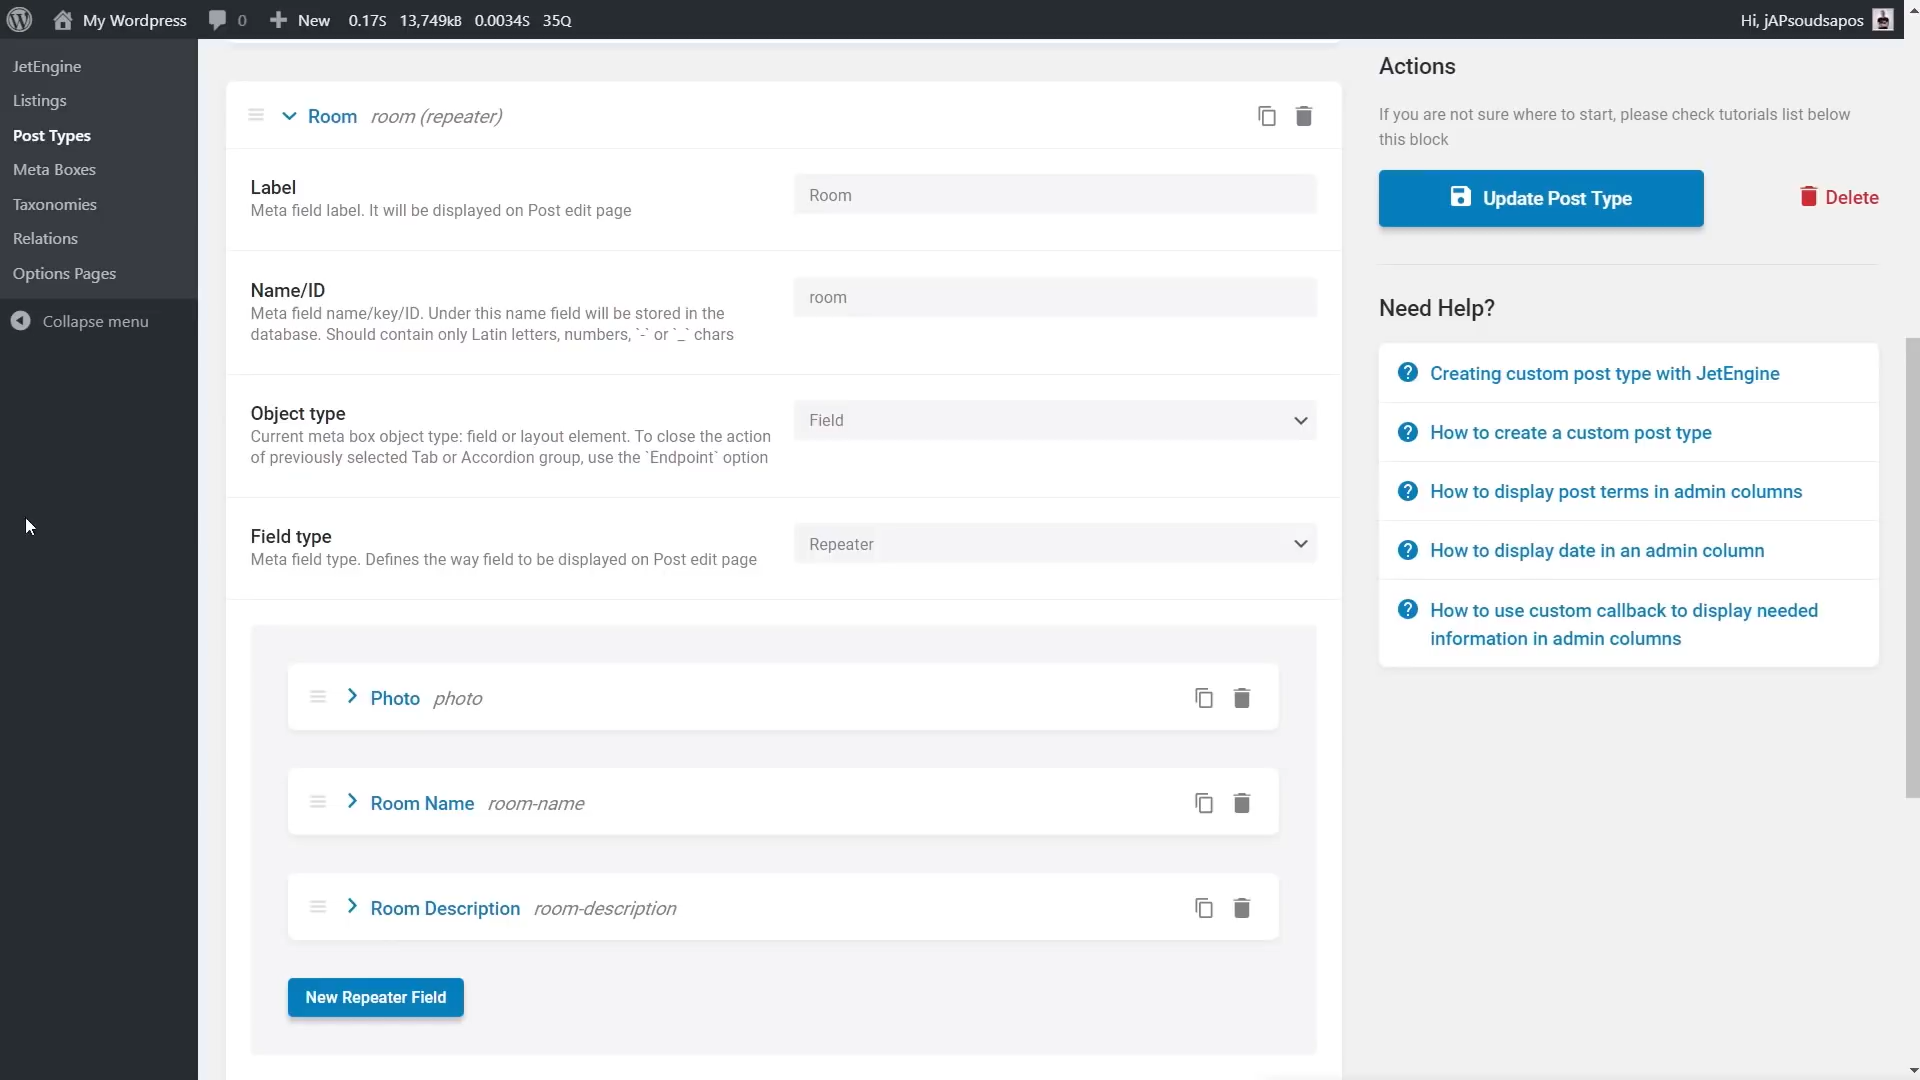 My Wordpress 0 New 0.17S 13,749KB 0.0034S 35Q Hi, jAPsoudsapos
JetEngine
Listings
Post Types
Meta Boxes
Taxonomies
Relations
Options Pages
Collapse menu
Room room (repeater)
Label
Meta field label. It will be displayed on Post edit page
Room
Name/ID
Meta field name/key/ID. Under this name field will be stored in the
database. Should contain only Latin letters, numbers, `-` or `_` chars
room
Object type
Current meta box object type: field or layout element. To close the action
of previously selected Tab or Accordion group, use the `Endpoint` option
Field
Field type
Meta field type. Defines the way field to be displayed on Post edit page
Repeater
Photo photo
Room Name room-name
Room Description room-description
New Repeater Field
Actions
If you are not sure where to start, please check tutorials list below
this block
Update Post Type
Delete
Need Help?
Creating custom post type with JetEngine
How to create a custom post type
How to display post terms in admin columns
How to display date in an admin column
How to use custom callback to display needed
information in admin columns